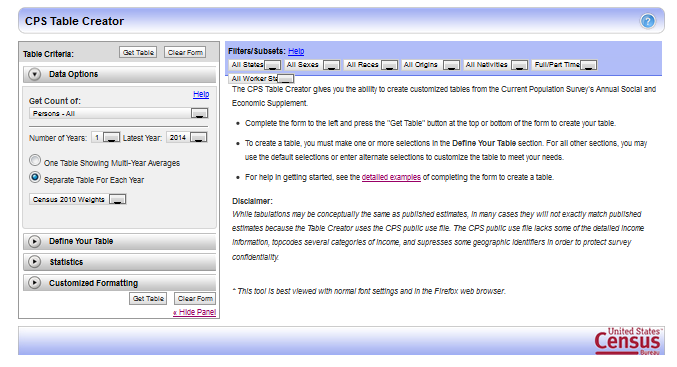 CPS Table Creator
?
Table Criteria: Get Table Clear Form
Data Options
Help
Get Count of:
Persons - All
Number of Years: 1 Latest Year: 2014
One Table Showing Multi-Year Averages
Separate Table For Each Year
Census 2010 Weights
Define Your Table
Statistics
Customized Formatting
Get Table Clear Form
« Hide Panel
Filters/Subsets: Help
All States All Sexes All Races All Origins All Nativities Full/Part Time
All Worker Sta
The CPS Table Creator gives you the ability to create customized tables from the Current Population Survey's Annual Social and
Economic Supplement.
• Complete the form to the left and press the "Get Table" button at the top or bottom of the form to create your table.
• To create a table, you must make one or more selections in the Define Your Table section. For all other sections, you may
use the default selections or enter alternate selections to customize the table to meet your needs.
• For help in getting started, see the detailed examples of completing the form to create a table.
Disclaimer:
While tabulations may be conceptually the same as published estimates, in many cases they will not exactly match published
estimates because the Table Creator uses the CPS public use file. The CPS public use file lacks some of the detailed income
information, topcodes several categories of income, and supresses some geographic identifiers in order to protect survey
confidentiality.
* This tool is best viewed with normal font settings and in the Firefox web browser.
United States™
Census
Bureau